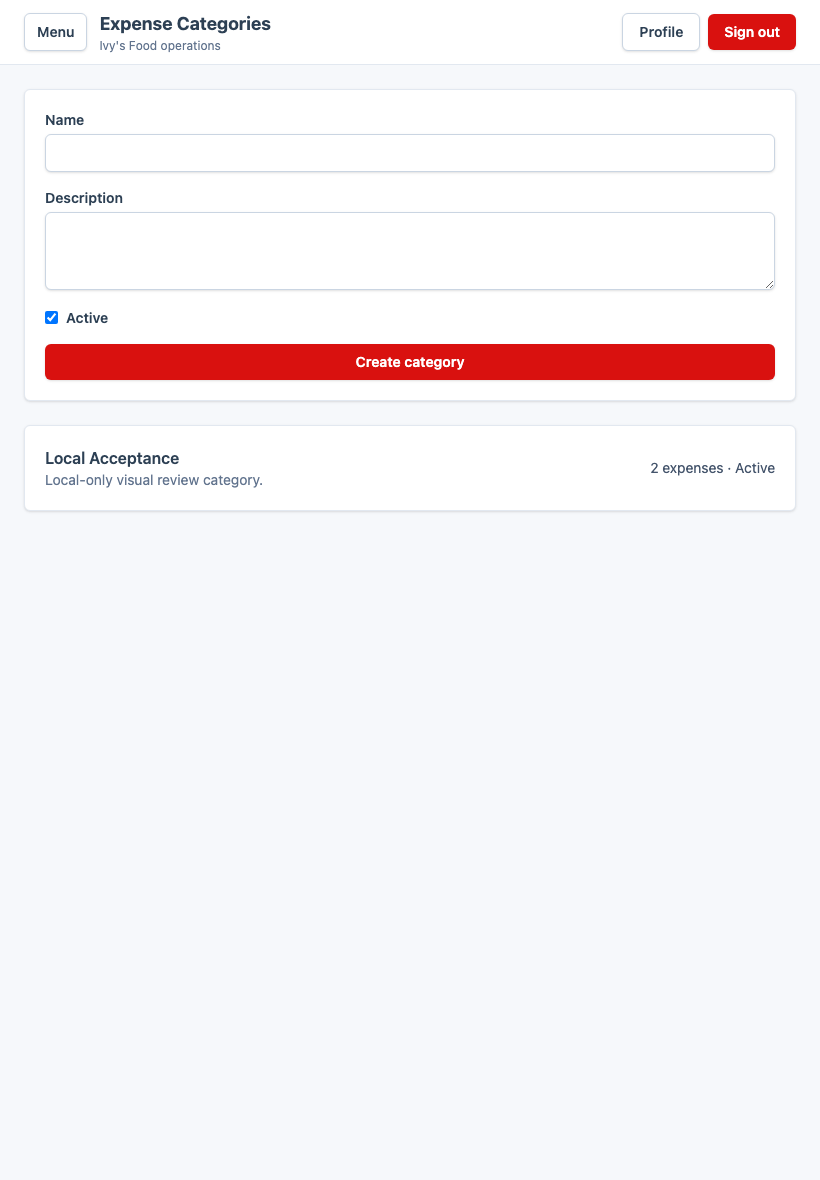 Menu
Expense Categories
Ivy's Food operations
Profile
Sign out
Name
Description
Active
Create category
Local Acceptance
Local-only visual review category.
2 expenses · Active